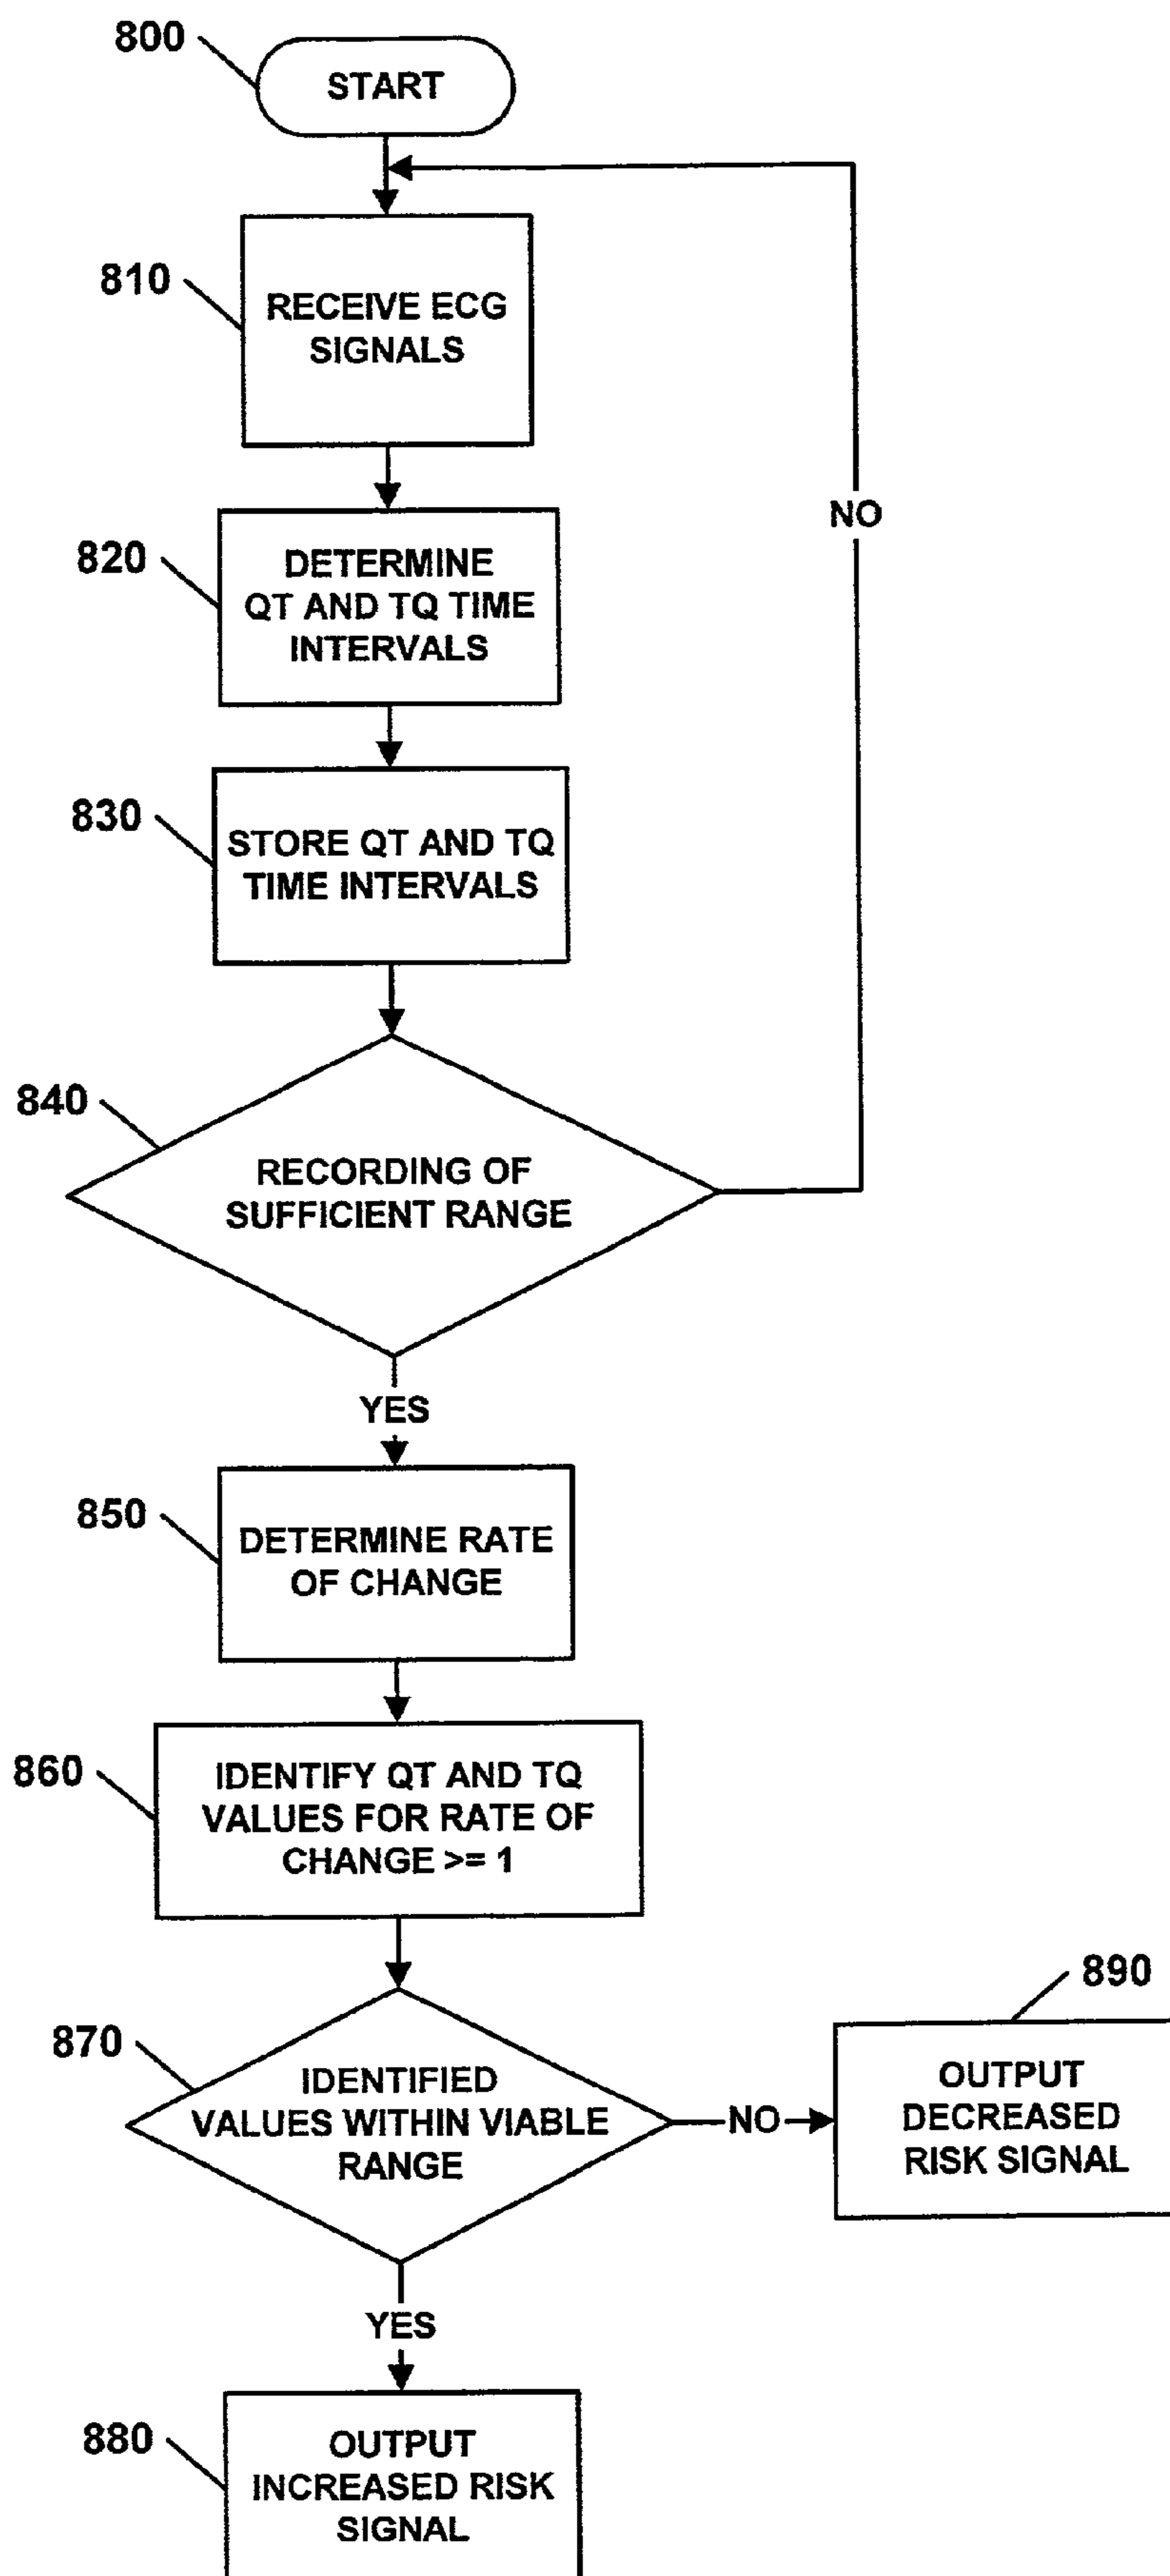 800
START
810
RECEIVE ECG
SIGNALS
NO
820
DETERMINE
QT AND TQ TIME
INTERVALS
830
STORE QT AND TQ
TIME INTERVALS
840
RECORDING OF
SUFFICIENT RANGE
YES
850
DETERMINE RATE
OF CHANGE
860
IDENTIFY QT AND TQ
VALUES FOR RATE OF
CHANGE >= 1
870
IDENTIFIED
VALUES WITHIN VIABLE
RANGE
NO
890
OUTPUT
DECREASED
RISK SIGNAL
YES
880
OUTPUT
INCREASED RISK
SIGNAL